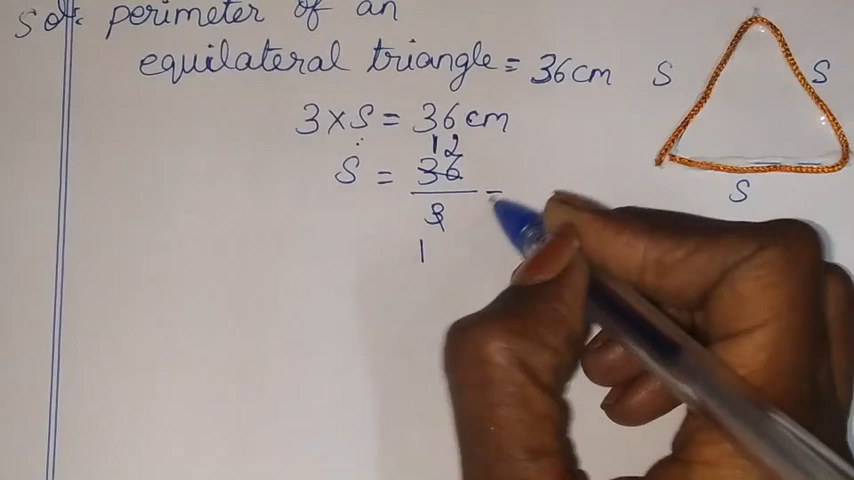 Sol: perimeter of an
equilateral triangle = 36cm
3 x S = 36 cm
12
S = 36/3 =
1
S
S
S